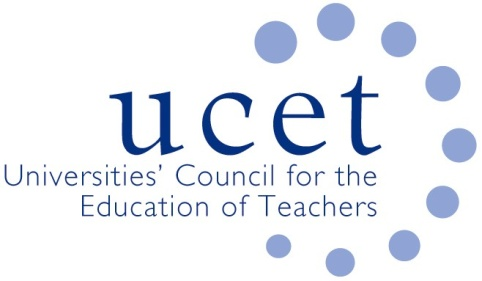 ucet
Universities’ Council for the
Education of Teachers